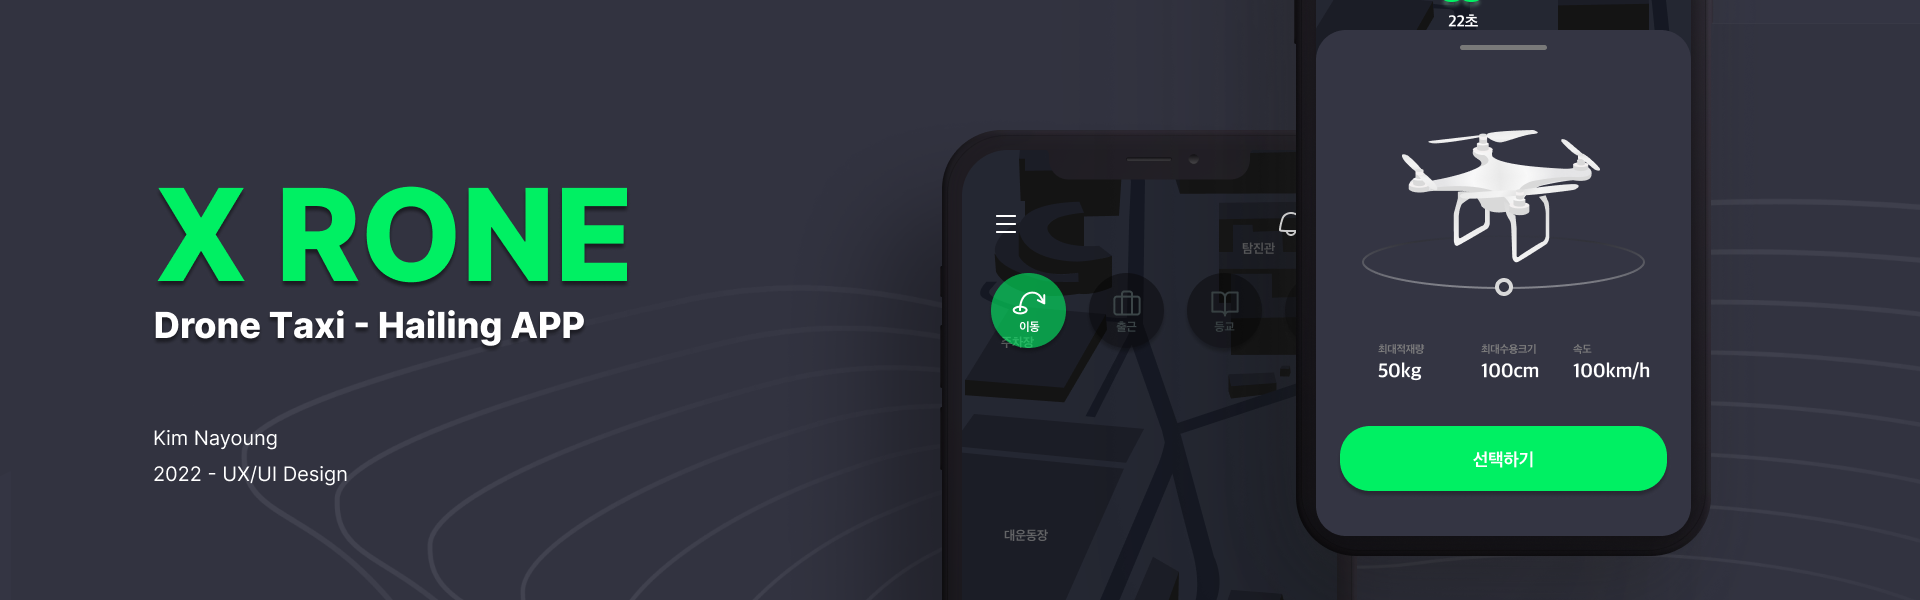 X RONE
Drone Taxi - Hailing APP
Kim Nayoung
2022 - UX/UI Design
탐진관
이동
출근
등교
주차장
대운동장
22초
최대적재량
50kg
최대수용크기
100cm
속도
100km/h
선택하기